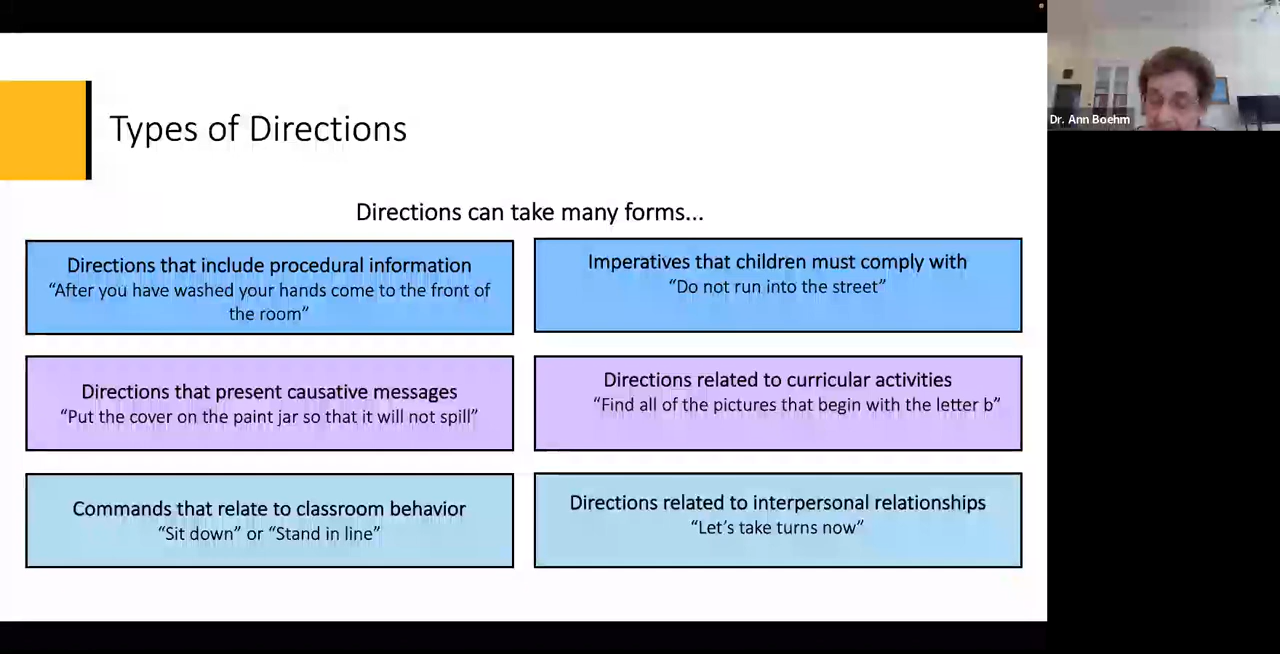 Types of Directions
Directions can take many forms...
Directions that include procedural information
“After you have washed your hands come to the front of
the room”
Imperatives that children must comply with
“Do not run into the street”
Directions that present causative messages
“Put the cover on the paint jar so that it will not spill”
Directions related to curricular activities
“Find all of the pictures that begin with the letter b”
Commands that relate to classroom behavior
“Sit down” or “Stand in line”
Directions related to interpersonal relationships
“Let’s take turns now”
Dr. Ann Boehm